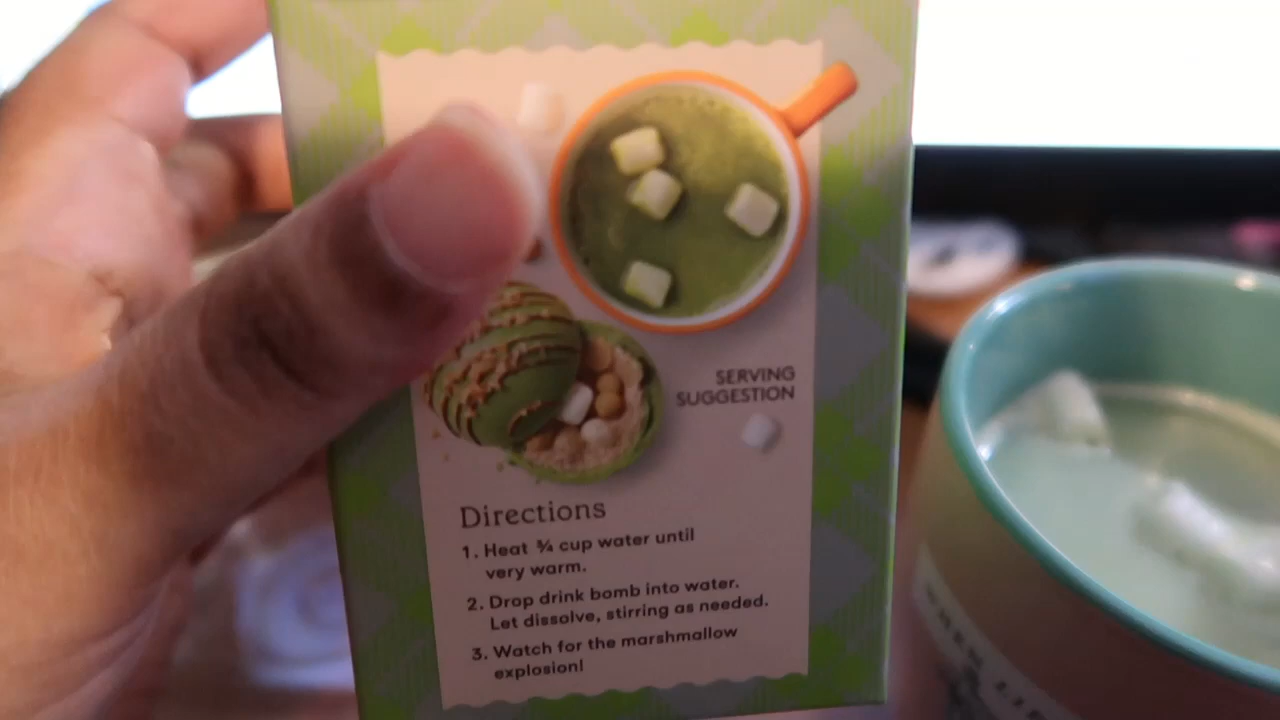 SERVING
SUGGESTION
Directions
1. Heat ¾ cup water until
very warm.
2. Drop drink bomb into water.
Let dissolve, stirring as needed.
3. Watch for the marshmallow
explosion!